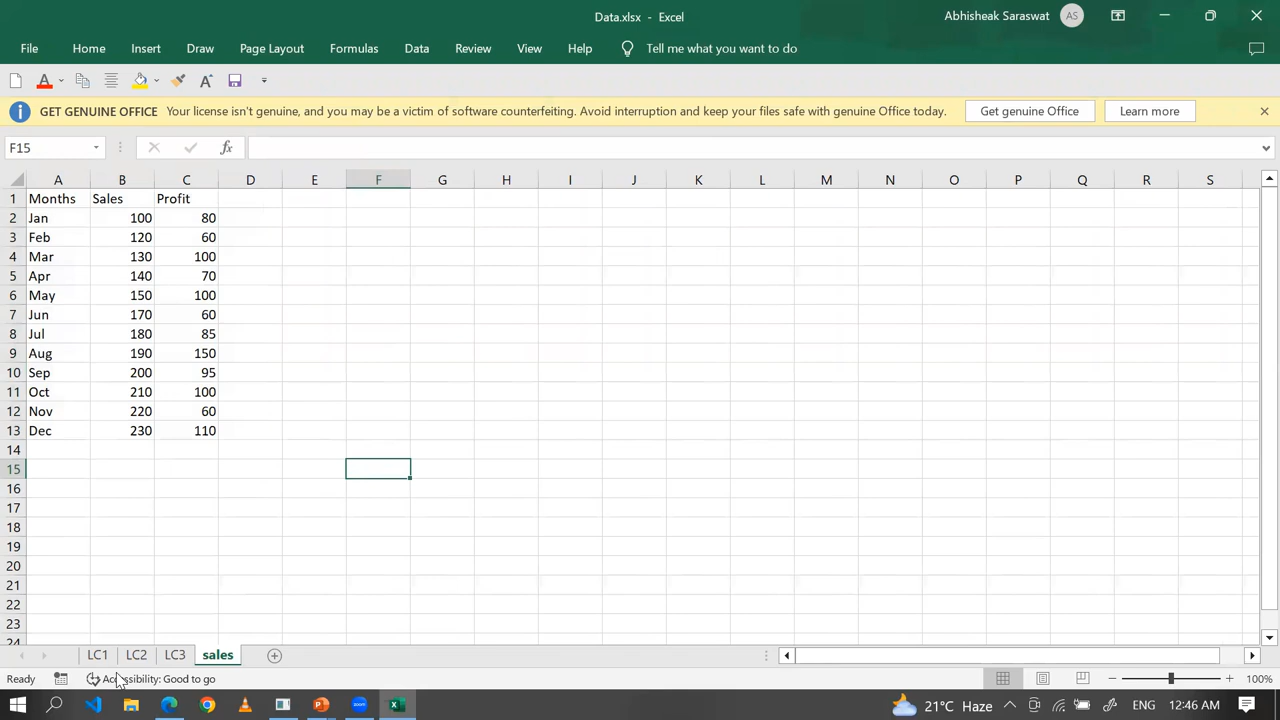 Data.xlsx - Excel
Abhisheak Saraswat AS
File Home Insert Draw Page Layout Formulas Data Review View Help Tell me what you want to do
GET GENUINE OFFICE Your license isn't genuine, and you may be a victim of software counterfeiting. Avoid interruption and keep your files safe with genuine Office today. Get genuine Office Learn more
F15 fx
A B C D E F G H I J K L M N O P Q R S
1 Months Sales Profit
2 Jan 100 80
3 Feb 120 60
4 Mar 130 100
5 Apr 140 70
6 May 150 100
7 Jun 170 60
8 Jul 180 85
9 Aug 190 150
10 Sep 200 95
11 Oct 210 100
12 Nov 220 60
13 Dec 230 110
14
15
16
17
18
19
20
21
22
23
24
LC1 LC2 LC3 sales
Ready Accessibility: Good to go 100%
21°C Haze ENG 12:46 AM